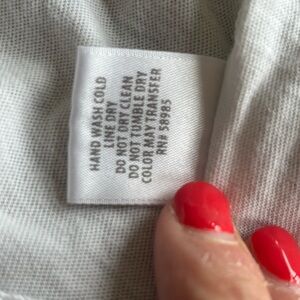 HAND WASH COLD
LINE DRY
DO NOT DRY CLEAN
DO NOT TUMBLE DRY
COLOR MAY TRANSFER
RN# 58985